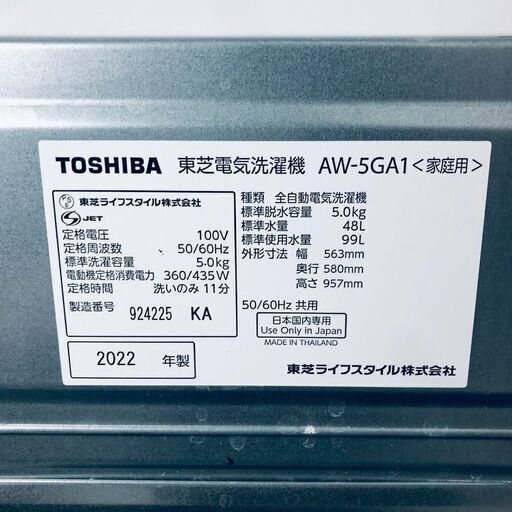 TOSHIBA 東芝電気洗濯機 AW-5GA1<家庭用>
PS
E
東芝ライフスタイル株式会社
S JET
定格電圧 100V
定格周波数 50/60Hz
標準洗濯容量 5.0kg
電動機定格消費電力 360/435W
定格時間 洗いのみ 11分
製造番号 924225 KA
2022 年製
種類 全自動電気洗濯機
標準脱水容量 5.0kg
標準水量 48L
標準使用水量 99L
外形寸法 幅 563mm
奥行 580mm
高さ 957mm
50/60Hz 共用
日本国内専用
Use Only in Japan
MADE IN THAILAND
東芝ライフスタイル株式会社